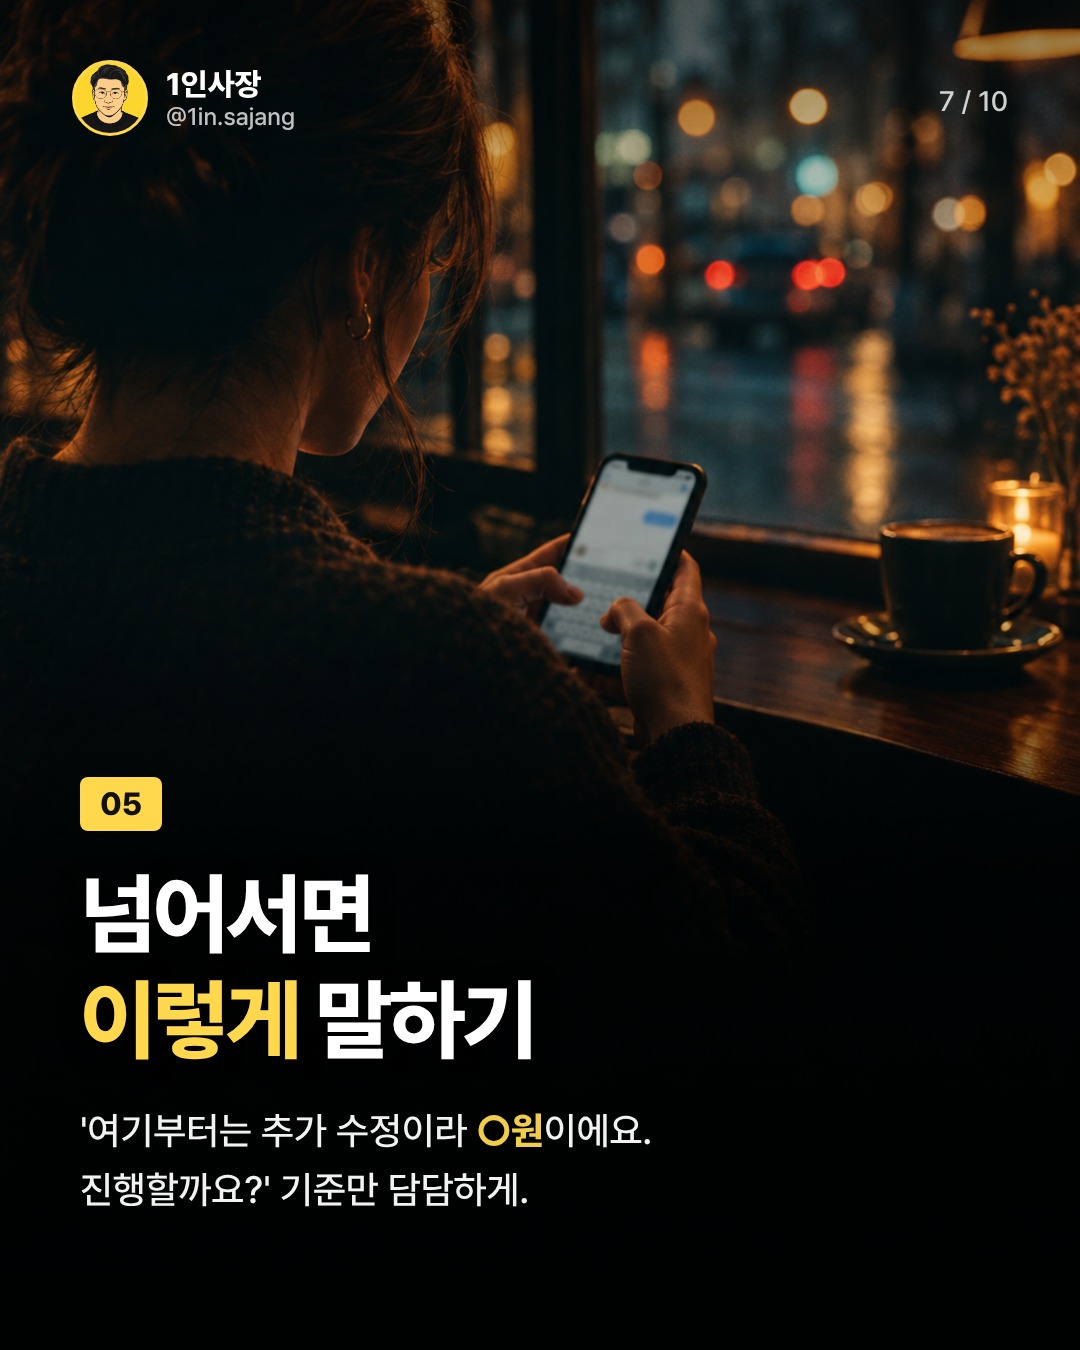 1인사장
@1in.sajang
7 / 10
05
넘어서면
이렇게 말하기
'여기부터는 추가 수정이라 O원이에요.
진행할까요?' 기준만 담담하게.